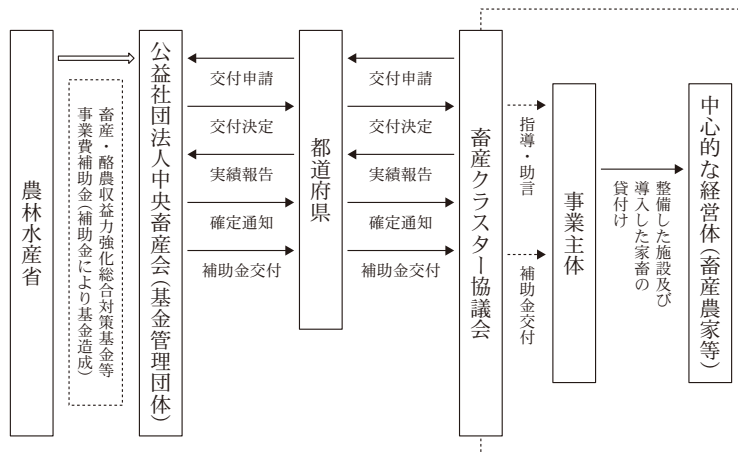 農林水産省
畜産・酪農収益力強化総合対策基金等
事業費補助金(補助金により基金造成)
公益社団法人中央畜産会(基金管理団体)
交付申請
交付決定
実績報告
確定通知
補助金交付
都道府県
交付申請
交付決定
実績報告
確定通知
補助金交付
畜産クラスター協議会
指導・助言
補助金交付
事業主体
整備した施設及び
導入した家畜の
貸付け
中心的な経営体(畜産農家等)